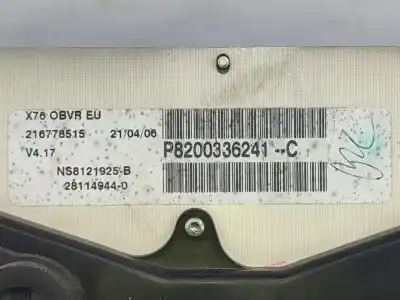 X76 OBVR EU
216778515 21/04/06
V4.17
P8200336241--C
NS8121925-B
28114944-0